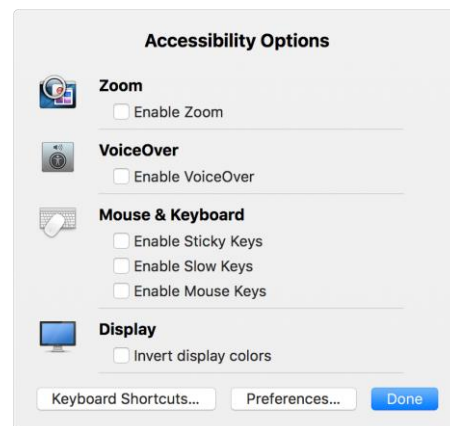 Accessibility Options
Zoom
Enable Zoom
VoiceOver
Enable VoiceOver
Mouse & Keyboard
Enable Sticky Keys
Enable Slow Keys
Enable Mouse Keys
Display
Invert display colors
Keyboard Shortcuts... Preferences... Done